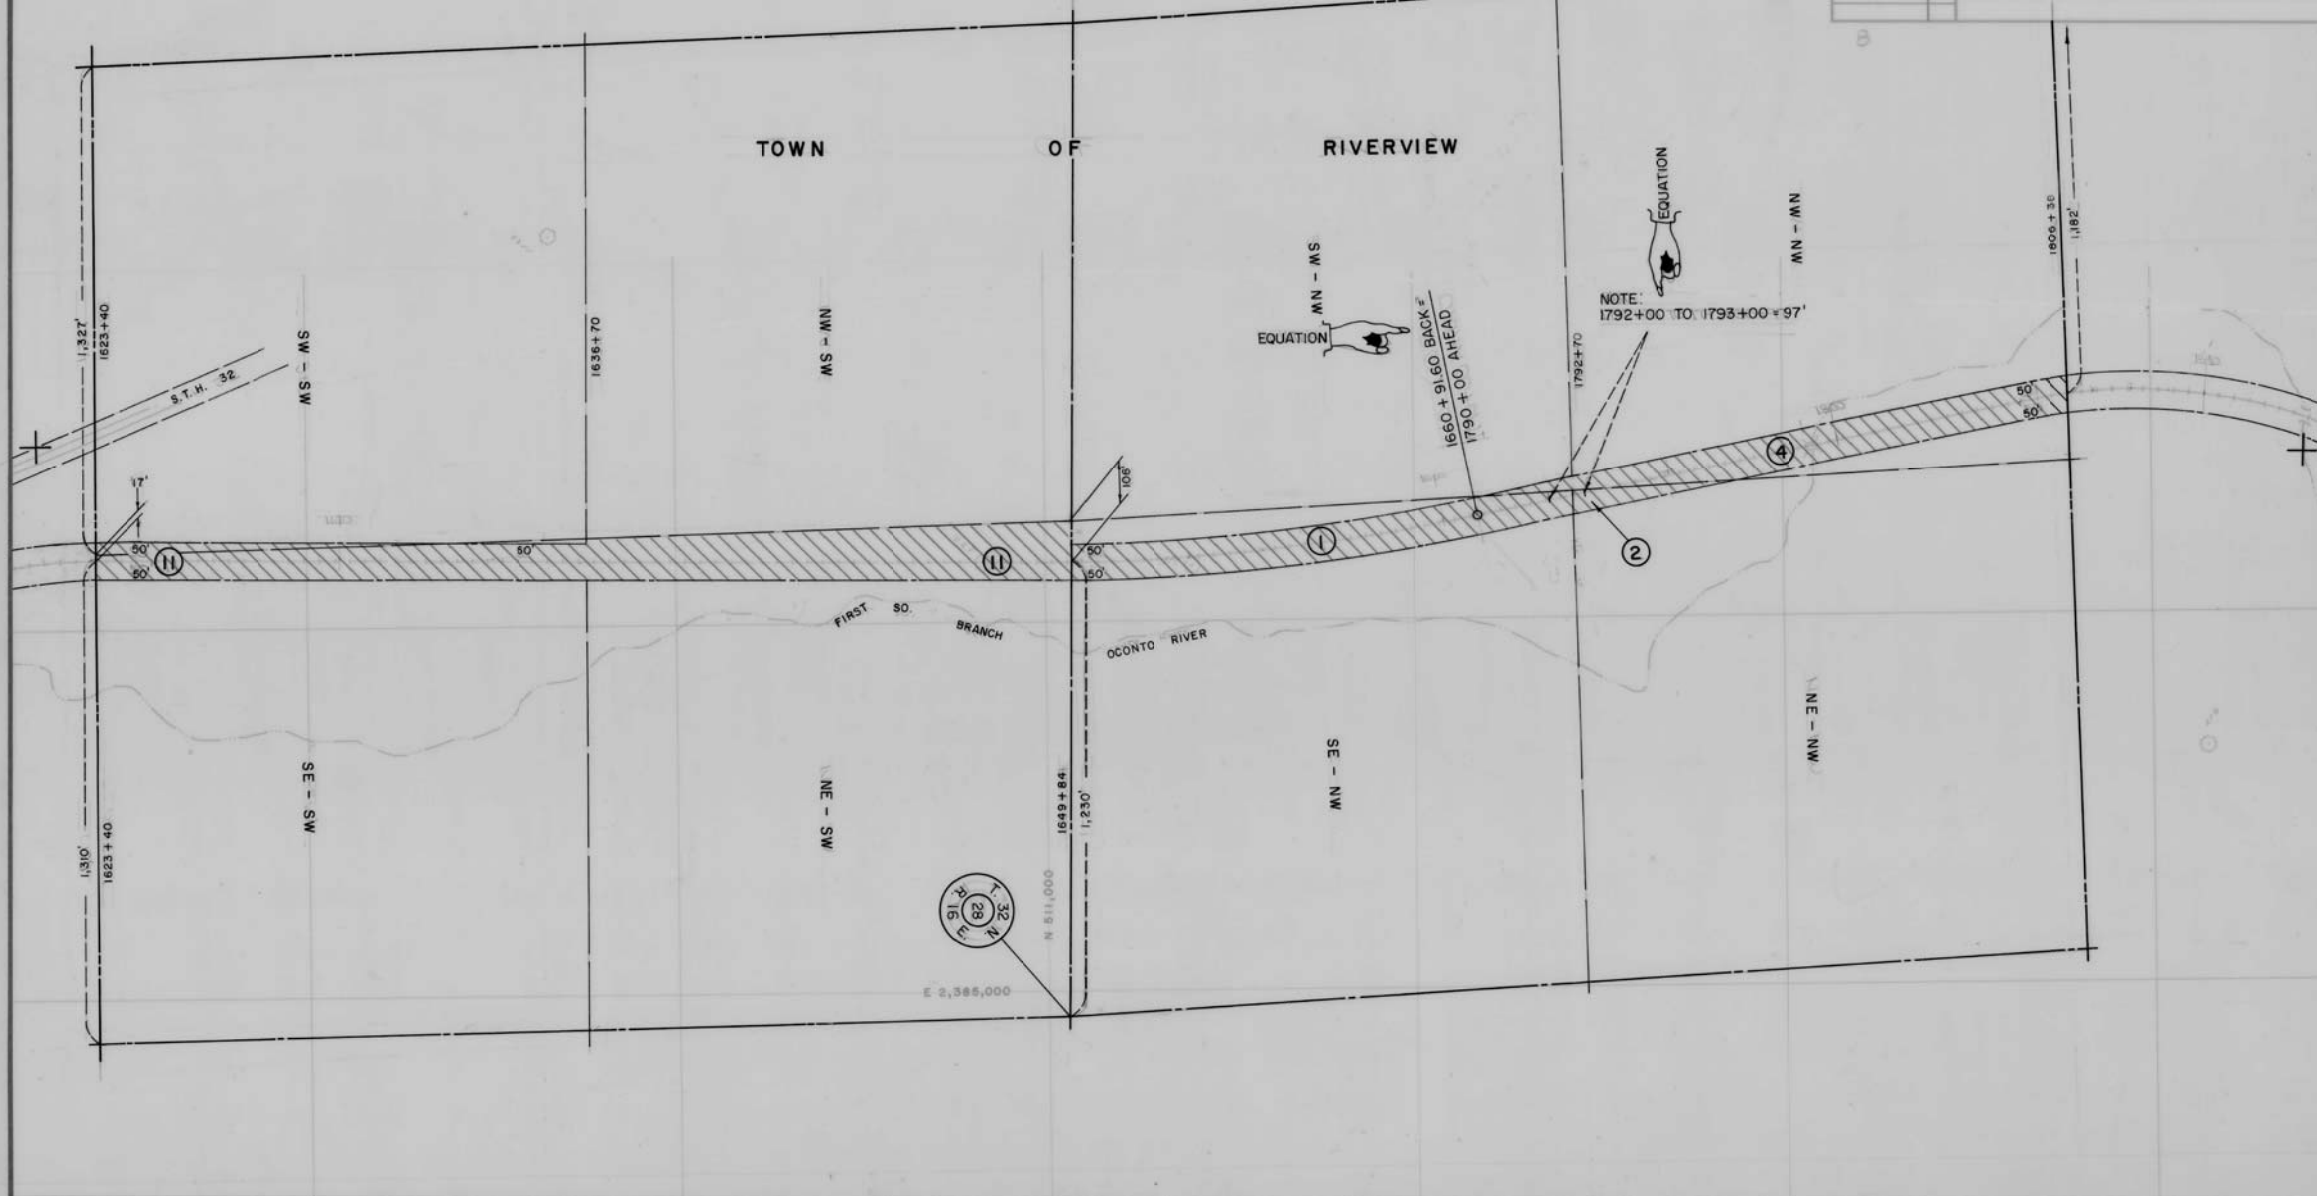 TOWN OF RIVERVIEW
EQUATION
NW - NW
1,182'
SW - NW
EQUATION
1660 + 91.60 BACK =
1790 + 00 AHEAD
NOTE:
1792+00 TO 1793+00 = 97'
1792+70
1,327'
1623+40
S.T.H. 32
SW - SW
1636+70
NW - SW
17'
106'
50'
50'
50'
50'
50'
50'
50'
11
11
1
2
4
FIRST SO. BRANCH OCONTO RIVER
1,310'
1623+40
SE - SW
NE - SW
1649+84
1,230'
SE - NW
NE - NW
T. 32 N.
R. 16 E.
28
N 511,000
E 2,385,000